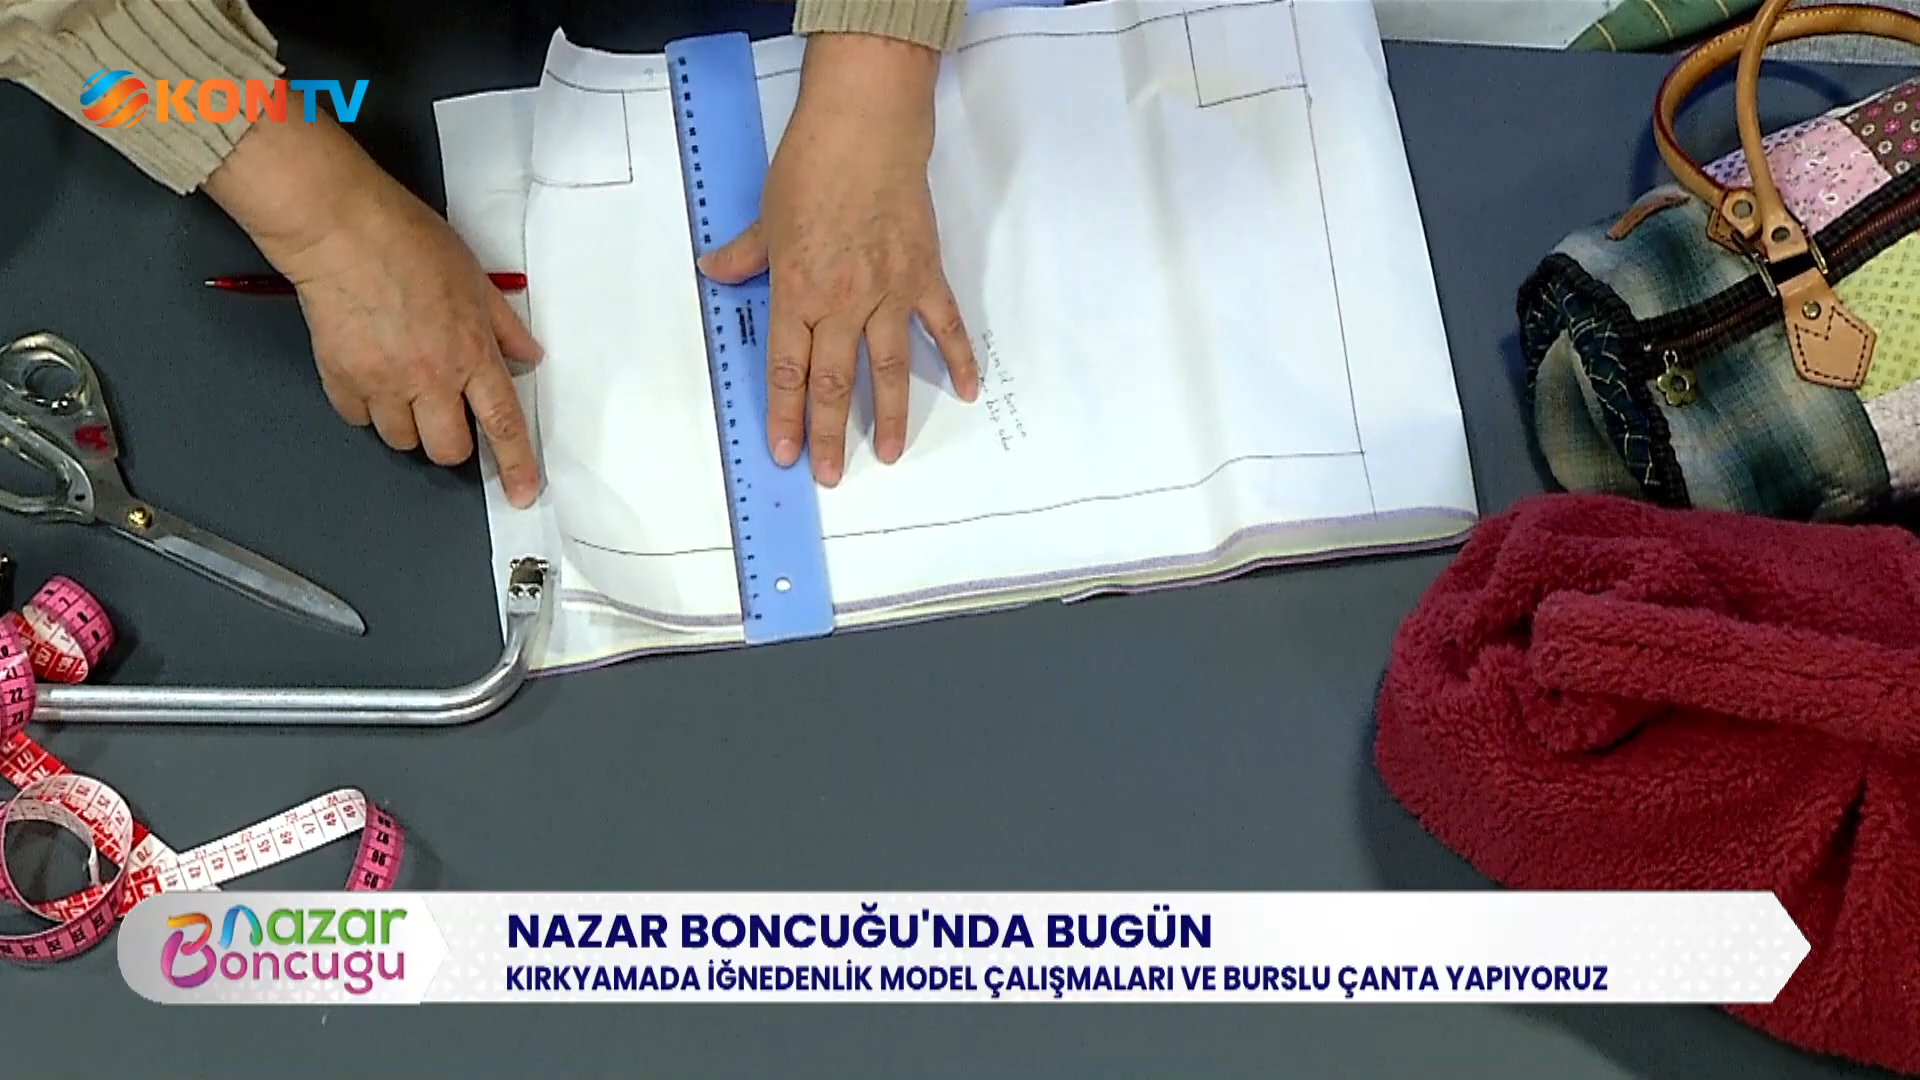 KONTV
nazar
Boncugu
NAZAR BONCUĞU'NDA BUGÜN
KIRKYAMADA İĞNEDENLİK MODEL ÇALIŞMALARI VE BURSLU ÇANTA YAPIYORUZ